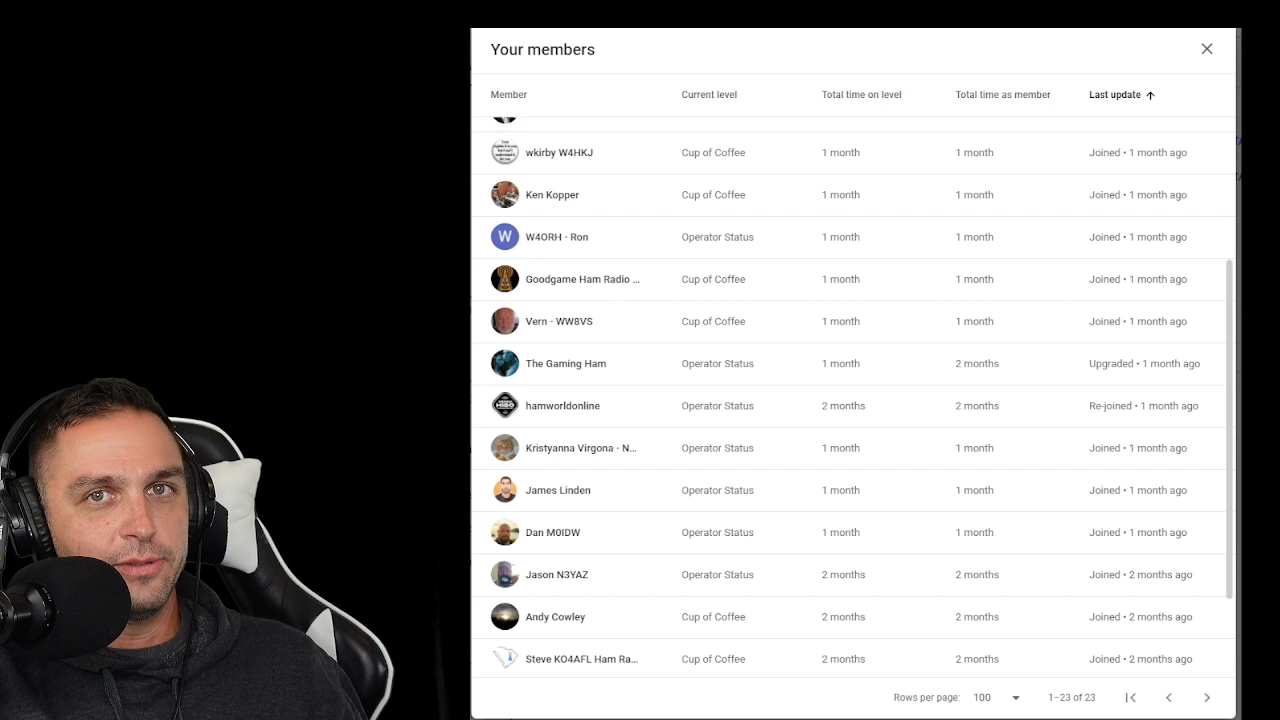 Your members
Member Current level Total time on level Total time as member Last update
wkirby W4HKJ Cup of Coffee 1 month 1 month Joined • 1 month ago
Ken Kopper Cup of Coffee 1 month 1 month Joined • 1 month ago
W W4ORH - Ron Operator Status 1 month 1 month Joined • 1 month ago
Goodgame Ham Radio ... Cup of Coffee 1 month 1 month Joined • 1 month ago
Vern - WW8VS Cup of Coffee 1 month 1 month Joined • 1 month ago
The Gaming Ham Operator Status 1 month 2 months Upgraded • 1 month ago
hamworldonline Operator Status 2 months 2 months Re-joined • 1 month ago
Kristyanna Virgona - N... Operator Status 1 month 1 month Joined • 1 month ago
James Linden Operator Status 1 month 1 month Joined • 1 month ago
Dan M0IDW Operator Status 1 month 1 month Joined • 1 month ago
Jason N3YAZ Operator Status 2 months 2 months Joined • 2 months ago
Andy Cowley Cup of Coffee 2 months 2 months Joined • 2 months ago
Steve KO4AFL Ham Ra... Cup of Coffee 2 months 2 months Joined • 2 months ago
Rows per page: 100 1–23 of 23